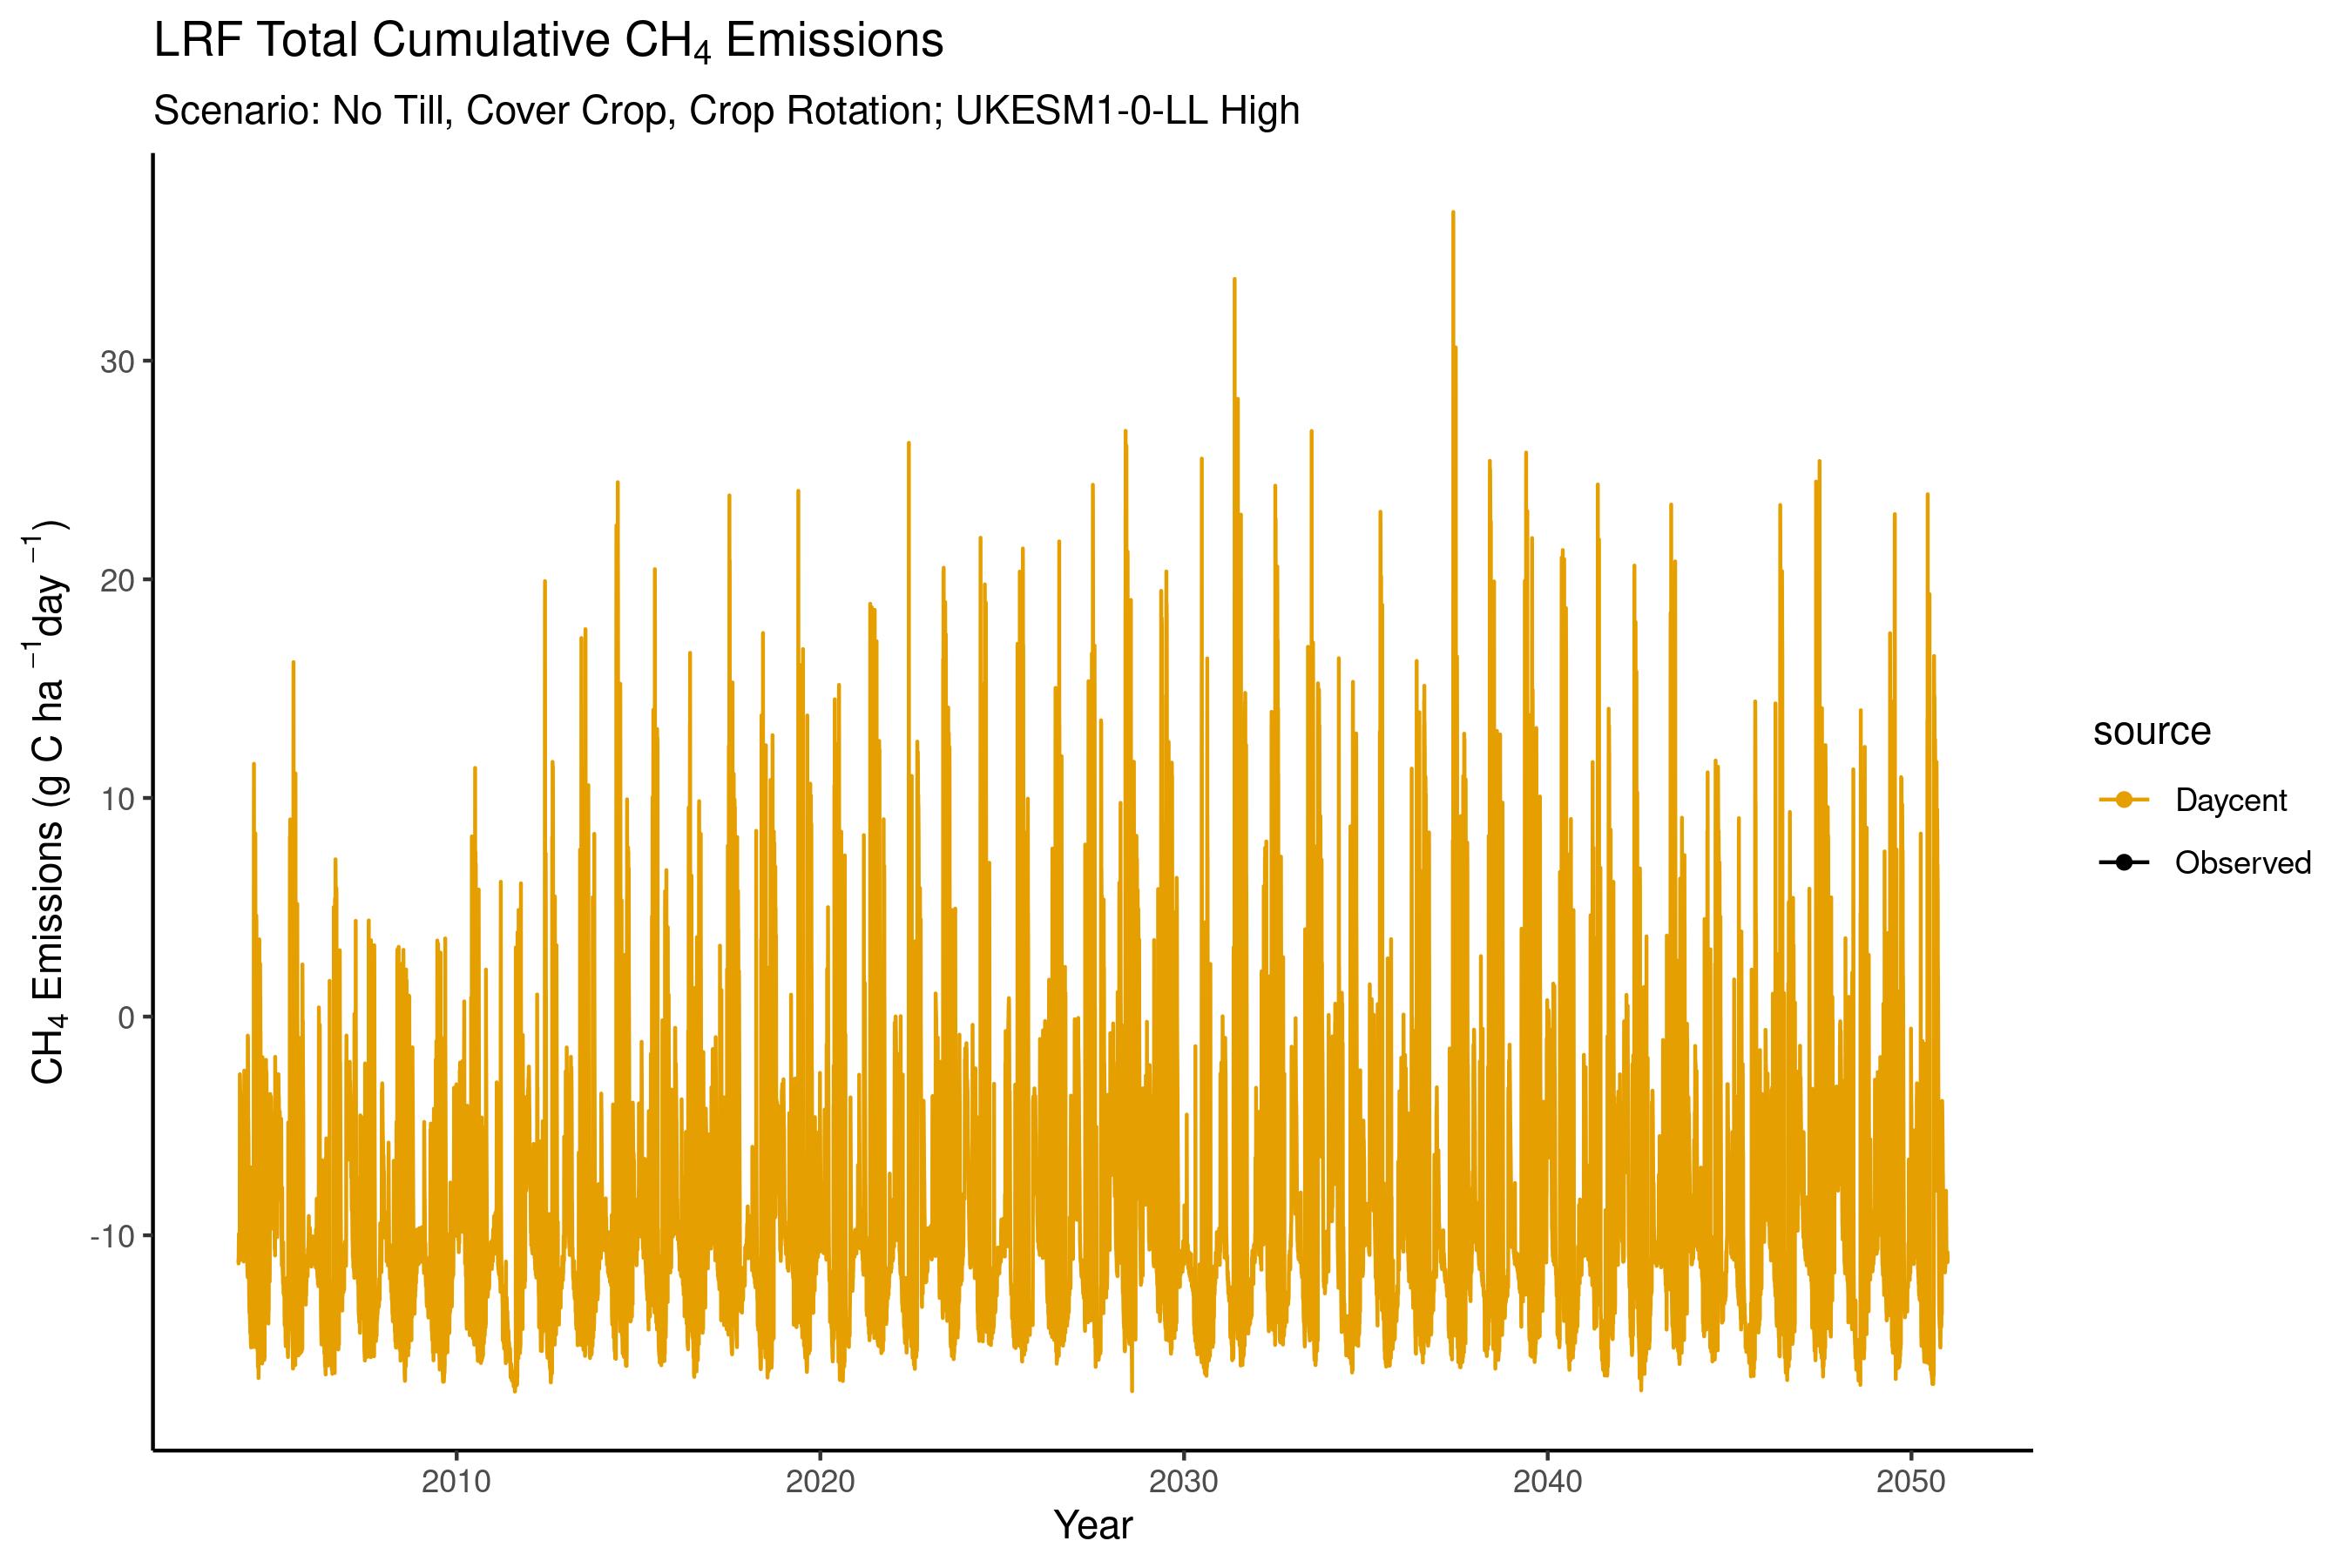 LRF Total Cumulative CH₄ Emissions
Scenario: No Till, Cover Crop, Crop Rotation; UKESM1-0-LL High
CH₄ Emissions (g C ha ⁻¹day ⁻¹)
30
20
10
0
-10
2010
2020
2030
2040
2050
Year
source
Daycent
Observed